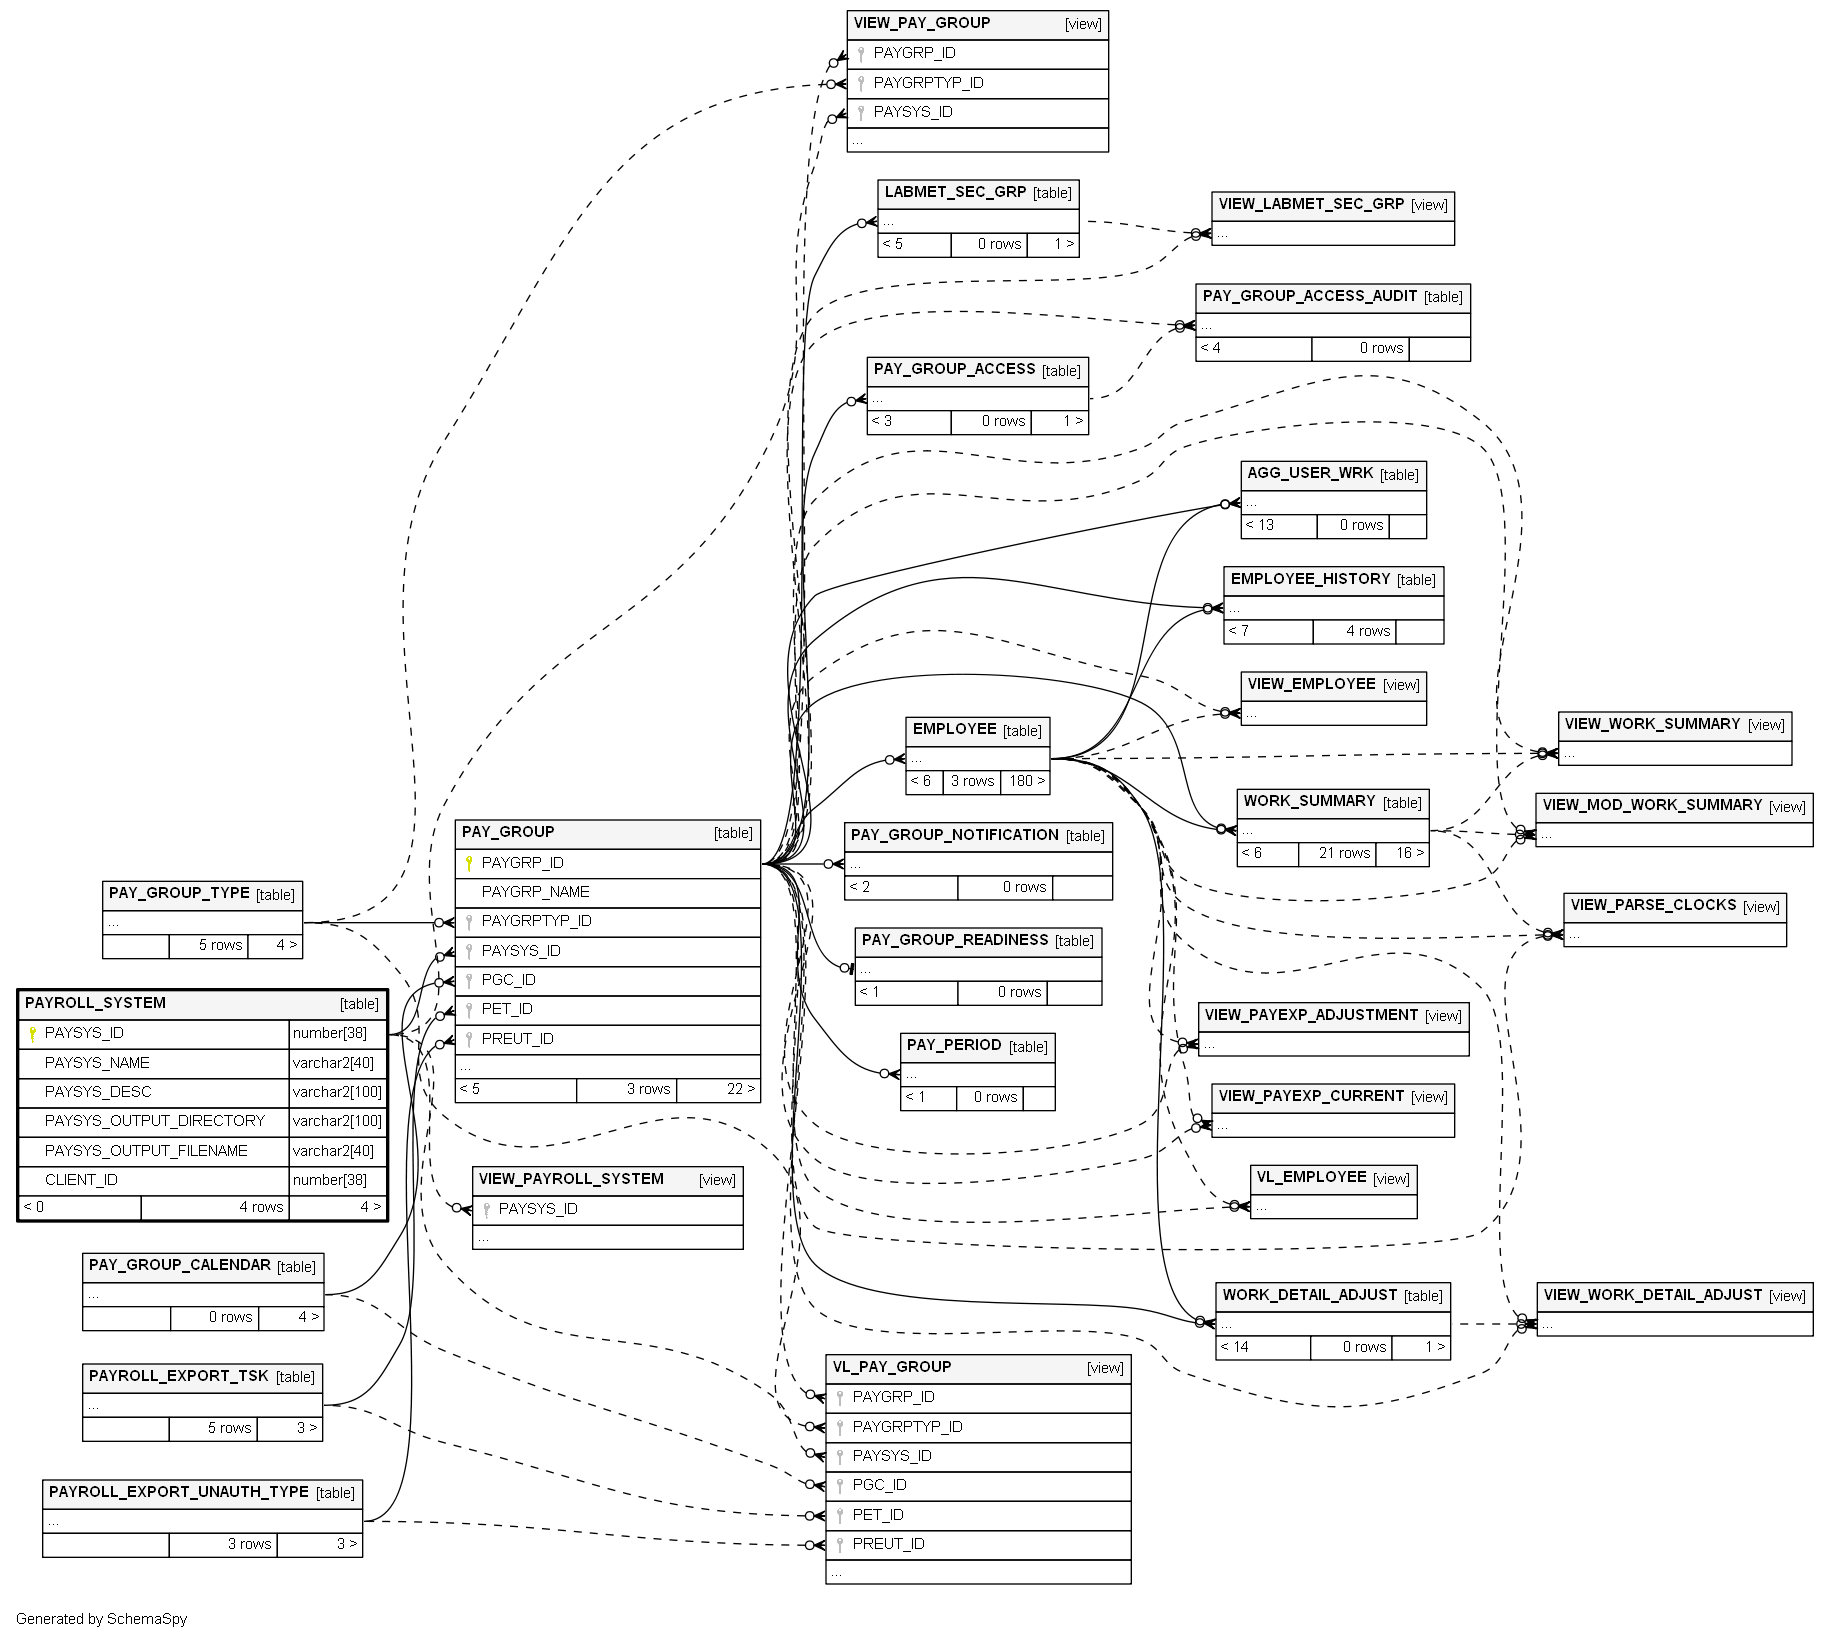 VIEW_PAY_GROUP [view]
PAYGRP_ID
PAYGRPTYP_ID
PAYSYS_ID
...
LABMET_SEC_GRP [table]
...
< 5 0 rows 1 >
VIEW_LABMET_SEC_GRP [view]
...
PAY_GROUP_ACCESS_AUDIT [table]
...
< 4 0 rows
PAY_GROUP_ACCESS [table]
...
< 3 0 rows 1 >
AGG_USER_WRK [table]
...
< 13 0 rows
EMPLOYEE_HISTORY [table]
...
< 7 4 rows
VIEW_EMPLOYEE [view]
...
EMPLOYEE [table]
...
< 6 3 rows 180 >
VIEW_WORK_SUMMARY [view]
...
WORK_SUMMARY [table]
...
< 6 21 rows 16 >
VIEW_MOD_WORK_SUMMARY [view]
...
PAY_GROUP [table]
PAYGRP_ID
PAYGRP_NAME
PAYGRPTYP_ID
PAYSYS_ID
PGC_ID
PET_ID
PREUT_ID
...
< 5 3 rows 22 >
PAY_GROUP_NOTIFICATION [table]
...
< 2 0 rows
PAY_GROUP_TYPE [table]
...
5 rows 4 >
VIEW_PARSE_CLOCKS [view]
...
PAY_GROUP_READINESS [table]
...
< 1 0 rows
PAYROLL_SYSTEM [table]
PAYSYS_ID number[38]
PAYSYS_NAME varchar2[40]
PAYSYS_DESC varchar2[100]
PAYSYS_OUTPUT_DIRECTORY varchar2[100]
PAYSYS_OUTPUT_FILENAME varchar2[40]
CLIENT_ID number[38]
< 0 4 rows 4 >
VIEW_PAYEXP_ADJUSTMENT [view]
...
PAY_PERIOD [table]
...
< 1 0 rows
VIEW_PAYEXP_CURRENT [view]
...
VIEW_PAYROLL_SYSTEM [view]
PAYSYS_ID
...
VL_EMPLOYEE [view]
...
PAY_GROUP_CALENDAR [table]
...
0 rows 4 >
WORK_DETAIL_ADJUST [table]
...
< 14 0 rows 1 >
VIEW_WORK_DETAIL_ADJUST [view]
...
PAYROLL_EXPORT_TSK [table]
...
5 rows 3 >
VL_PAY_GROUP [view]
PAYGRP_ID
PAYGRPTYP_ID
PAYSYS_ID
PGC_ID
PET_ID
PREUT_ID
...
PAYROLL_EXPORT_UNAUTH_TYPE [table]
...
3 rows 3 >
Generated by SchemaSpy